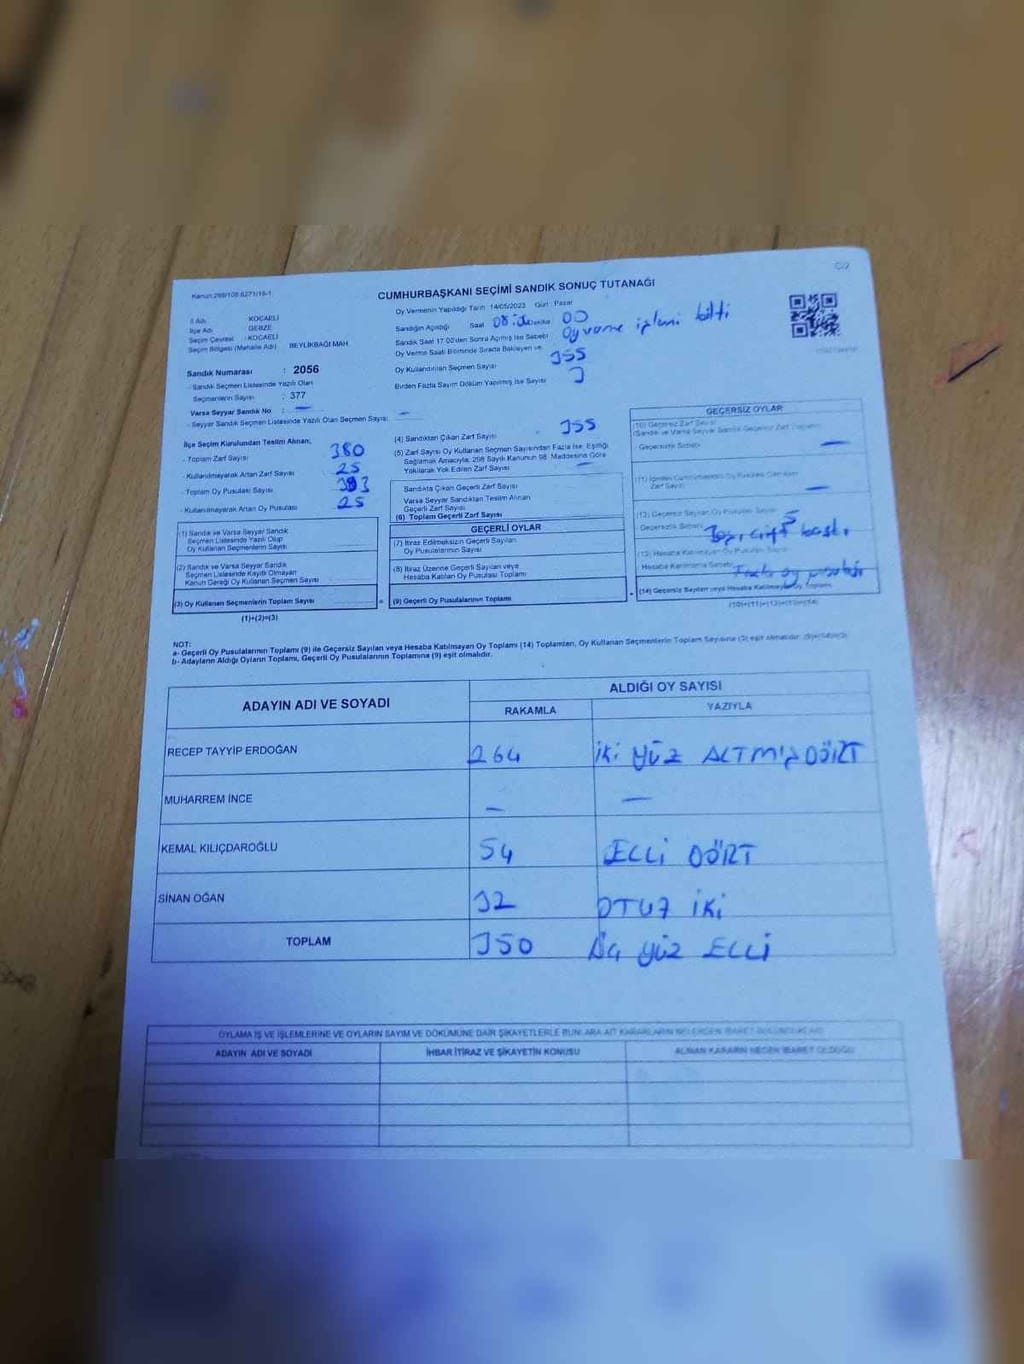 Kanun:298/105 6271/16-1
CUMHURBAŞKANI SEÇİMİ SANDIK SONUÇ TUTANAĞI
İl Adı : KOCAELİ
İlçe Adı : GEBZE
Seçim Çevresi : KOCAELİ
Seçim Bölgesi (Mahalle Adı) BEYLİKBAĞI MAH.
Sandık Numarası : 2056
- Sandık Seçmen Listesinde Yazılı Olan
Seçmenlerin Sayısı : 377
Varsa Seyyar Sandık No : —
- Seyyar Sandık Seçmen Listesinde Yazılı Olan Seçmen Sayısı : —
Oy Vermenin Yapıldığı Tarih 14/05/2023 Gün : Pazar
Sandığın Açıldığı Saat 08 :Dakika 00
Sandık Saat 17:00'den Sonra Açılmış İse Sebebi Oy verme işlemi bitti
Oy Verme Saati Bitiminde Sırada Bekleyen ve
Oy Kullandırılan Seçmen Sayısı 355
Birden Fazla Sayım Döküm Yapılmış İse Sayısı
İlçe Seçim Kurulundan Teslim Alınan;
- Toplam Zarf Sayısı 380
- Kullanılmayarak Artan Zarf Sayısı 25
- Toplam Oy Pusulası Sayısı
- Kullanılmayarak Artan Oy Pusulası 25
(4) Sandıktan Çıkan Zarf Sayısı 355
(5) Zarf Sayısı Oy Kullanan Seçmen Sayısından Fazla İse, Eşitliği
Sağlamak Amacıyla, 298 Sayılı Kanunun 98. Maddesine Göre
Yakılarak Yok Edilen Zarf Sayısı —
Sandıkta Çıkan Geçerli Zarf Sayısı
Varsa Seyyar Sandıktan Teslim Alınan
Geçerli Zarf Sayısı
(6) Toplam Geçerli Zarf Sayısı
GEÇERLİ OYLAR
(7) İtiraz Edilmeksizin Geçerli Sayılan
Oy Pusulalarının Sayısı
(8) İtiraz Üzerine Geçerli Sayılan veya
Hesaba Katılan Oy Pusulası Toplamı
(9) Geçerli Oy Pusulalarının Toplamı
(1) Sandık ve Varsa Seyyar Sandık
Seçmen Listesinde Yazılı Olup
Oy Kullanan Seçmenlerin Sayısı
(2) Sandık ve Varsa Seyyar Sandık
Seçmen Listesinde Kayıtlı Olmayan
Kanun Gereği Oy Kullanan Seçmen Sayısı
(3) Oy Kullanan Seçmenlerin Toplam Sayısı =
(1)+(2)=(3)
GEÇERSİZ OYLAR
(10) Geçersiz Zarf Sayısı
(Sandık ve Varsa Seyyar Sandık Geçersiz Zarf Toplamı)
- Geçersizlik Sebebi —
Zarf Sayısı —
(12) Geçersiz Sayılan Oy Pusulası Sayısı 5
Geçersizlik Sebebi çift bastı
(13) Hesaba Katılmayan Oy Pusulası Sayısı
Hesaba Katılmama Sebebi Fazla oy pusulası
(14) Geçersiz Sayılan veya Hesaba Katılmayan Oy Toplamı
(10)+(11)+(12)+(13)=(14)
NOT:
a- Geçerli Oy Pusulalarının Toplamı (9) ile Geçersiz Sayılan veya Hesaba Katılmayan Oy Toplamı (14) Toplamları, Oy Kullanan Seçmenlerin Toplam Sayısına (3) eşit olmalıdır. (9)+(14)=(3)
b- Adayların Aldığı Oyların Toplamı, Geçerli Oy Pusulalarının Toplamına (9) eşit olmalıdır.
ADAYIN ADI VE SOYADI ALDIĞI OY SAYISI
RAKAMLA YAZIYLA
RECEP TAYYİP ERDOĞAN 264 İKİ YÜZ ALTMIŞ DÖRT
MUHARREM İNCE — —
KEMAL KILIÇDAROĞLU 54 ELLİ DÖRT
SİNAN OĞAN 32 OTUZ İKİ
TOPLAM 350 ÜÇ YÜZ ELLİ
OYLAMA İŞ VE İŞLEMLERİNE VE OYLARIN SAYIM VE DÖKÜMÜNE DAİR ŞİKAYETLERLE BUNLARA AİT KARARLARIN NELERDEN İBARET BULUNDUKLARI
ADAYIN ADI VE SOYADI İHBAR İTİRAZ VE ŞİKAYETİN KONUSU ALINAN KARARIN NEDEN İBARET OLDUĞU